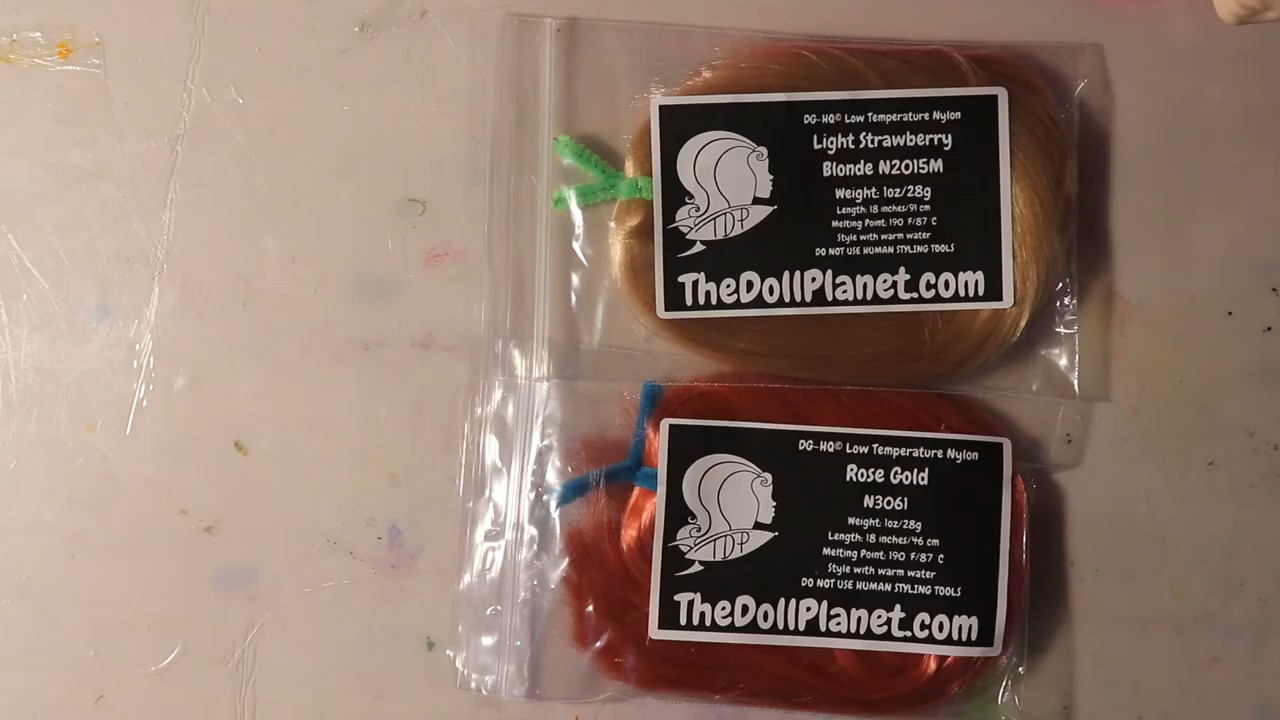 DG-HQ© Low Temperature Nylon
Light Strawberry
Blonde N2015M
Weight: 1oz/28g
Length: 18 inches/91 cm
Melting Point: 190 °F/87 °C
Style with warm water
DO NOT USE HUMAN STYLING TOOLS
TDP
TheDollPlanet.com
DG-HQ© Low Temperature Nylon
Rose Gold
N3061
Weight: 1oz/28g
Length: 18 inches/46 cm
Melting Point: 190 °F/87 °C
Style with warm water
DO NOT USE HUMAN STYLING TOOLS
TDP
TheDollPlanet.com